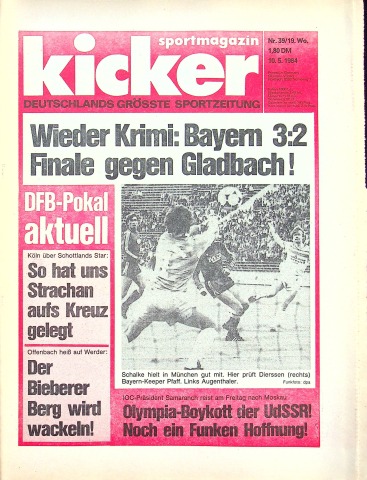 sportmagazin
kicker
DEUTSCHLANDS GRÖSSTE SPORTZEITUNG
Nr. 39/19. Wo.
1,80 DM
10. 5. 1984
Wieder Krimi: Bayern 3:2
Finale gegen Gladbach!
DFB-Pokal
aktuell
Köln über Schottlands Star:
So hat uns
Strachan
aufs Kreuz
gelegt
Offenbach heiß auf Werder:
Der
Bieberer
Berg wird
wackeln!
Schalke hielt in München gut mit. Hier prüft Dierssen (rechts)
Bayern-Keeper Pfaff. Links Augenthaler.
Funkfoto: dpa
IOC-Präsident Samaranch reist am Freitag nach Moskau
Olympia-Boykott der UdSSR!
Noch ein Funken Hoffnung!